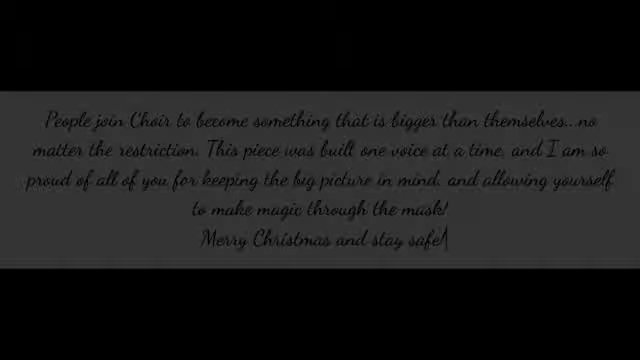 People join Choir to become something that is bigger than themselves...no
matter the restriction. This piece was built one voice at a time, and I am so
proud of all of you for keeping the big picture in mind, and allowing yourself
to make magic through the mask!
Merry Christmas and stay safe!